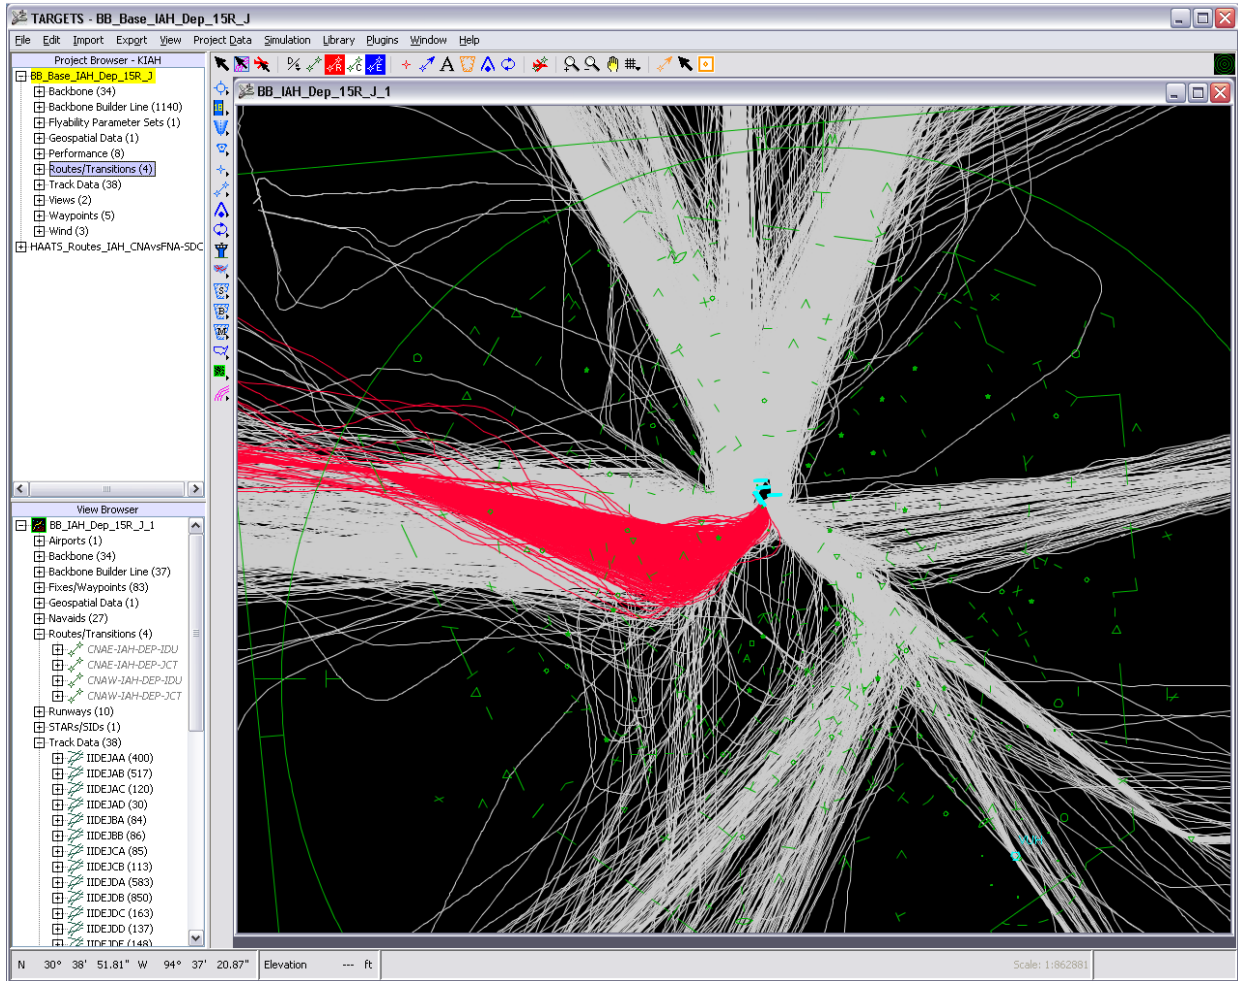 TARGETS - BB_Base_IAH_Dep_15R_J
File Edit Import Export View Project Data Simulation Library Plugins Window Help
Project Browser - KIAH
BB_Base_IAH_Dep_15R_J
Backbone (34)
Backbone Builder Line (1140)
Flyability Parameter Sets (1)
Geospatial Data (1)
Performance (8)
Routes/Transitions (4)
Track Data (38)
Views (2)
Waypoints (5)
Wind (3)
HAATS_Routes_IAH_CNAvsFNA-SDC
BB_IAH_Dep_15R_J_1
View Browser
BB_IAH_Dep_15R_J_1
Airports (1)
Backbone (34)
Backbone Builder Line (37)
Fixes/Waypoints (83)
Geospatial Data (1)
Navaids (27)
Routes/Transitions (4)
CNAE-IAH-DEP-IDU
CNAE-IAH-DEP-JCT
CNAW-IAH-DEP-IDU
CNAW-IAH-DEP-JCT
Runways (10)
STARs/SIDs (1)
Track Data (38)
IIDEJAA (400)
IIDEJAB (517)
IIDEJAC (120)
IIDEJAD (30)
IIDEJBA (84)
IIDEJBB (86)
IIDEJCA (85)
IIDEJCB (113)
IIDEJDA (583)
IIDEJDB (850)
IIDEJDC (163)
IIDEJDD (137)
IIDEJDE (148)
N 30° 38' 51.81" W 94° 37' 20.87" Elevation --- ft Scale: 1:862881